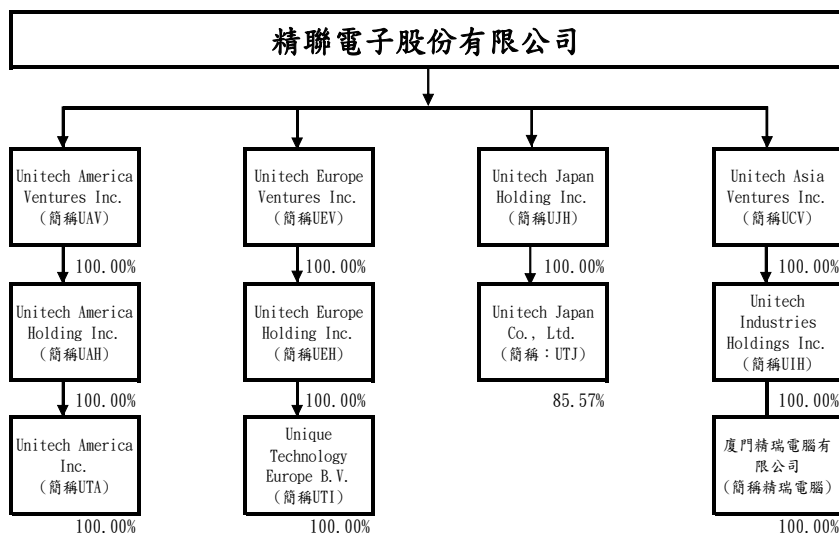 精聯電子股份有限公司
Unitech America
Ventures Inc.
(簡稱UAV)
Unitech Europe
Ventures Inc.
(簡稱UEV)
Unitech Japan
Holding Inc.
(簡稱UJH)
Unitech Asia
Ventures Inc.
(簡稱UCV)
100.00%
100.00%
100.00%
100.00%
Unitech America
Holding Inc.
(簡稱UAH)
Unitech Europe
Holding Inc.
(簡稱UEH)
Unitech Japan
Co., Ltd.
(簡稱：UTJ)
Unitech
Industries
Holdings Inc.
(簡稱UIH)
100.00%
100.00%
85.57%
100.00%
Unitech America
Inc.
(簡稱UTA)
Unique
Technology
Europe B.V.
(簡稱UTI)
廈門精瑞電腦有
限公司
(簡稱精瑞電腦)
100.00%
100.00%
100.00%